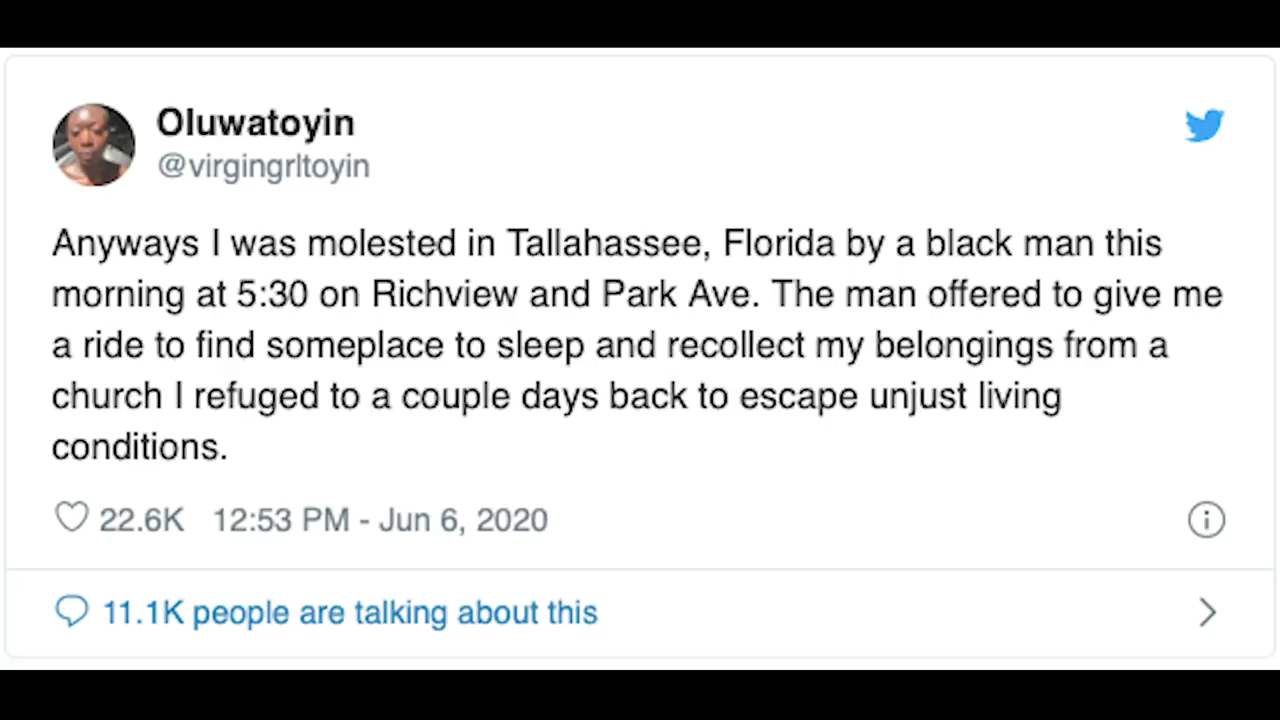 Oluwatoyin
@virgingrltoyin
Anyways I was molested in Tallahassee, Florida by a black man this
morning at 5:30 on Richview and Park Ave. The man offered to give me
a ride to find someplace to sleep and recollect my belongings from a
church I refuged to a couple days back to escape unjust living
conditions.
22.6K 12:53 PM - Jun 6, 2020
11.1K people are talking about this